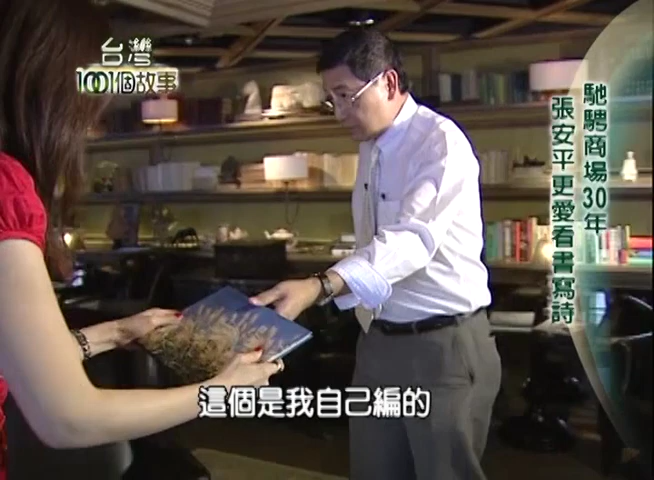 台灣
1001個故事
馳騁商場30年
張安平更愛看書寫詩
這個是我自己編的